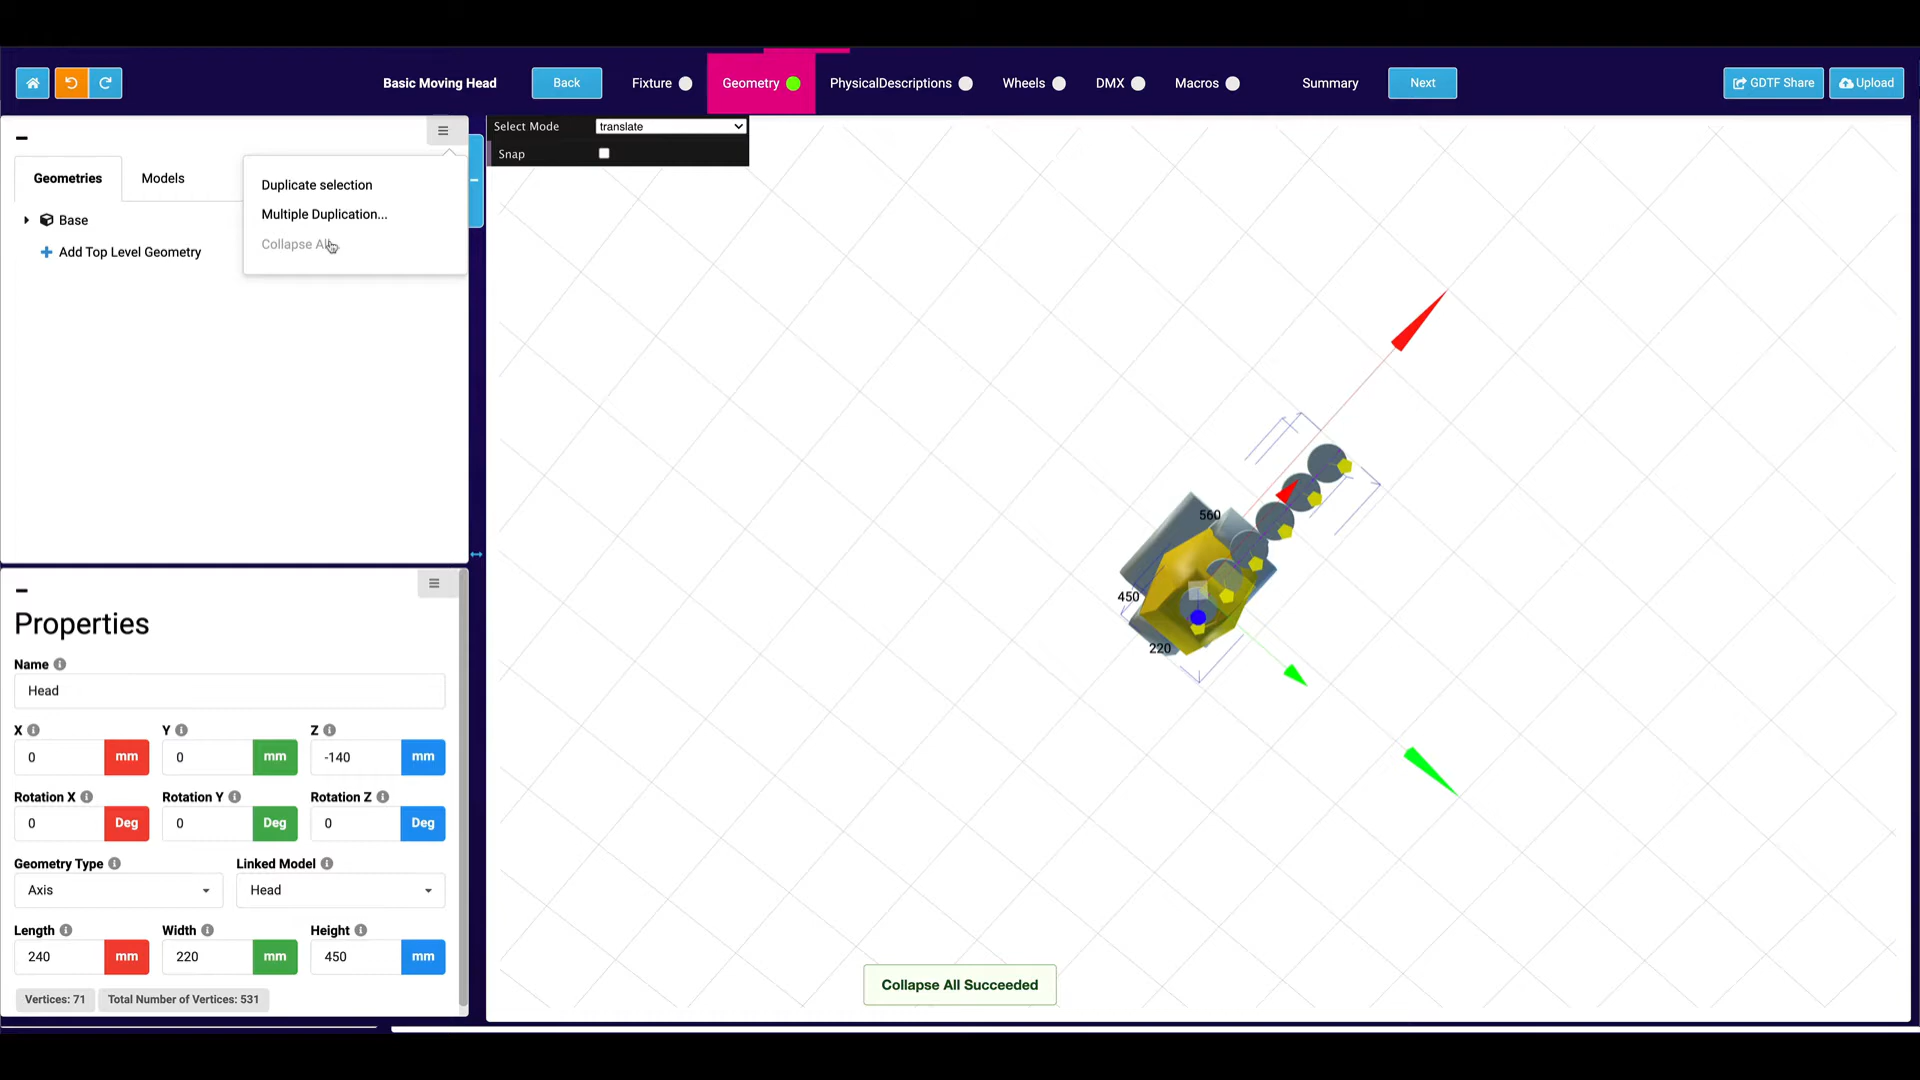 Basic Moving Head
Back
Fixture
Geometry
PhysicalDescriptions
Wheels
DMX
Macros
Summary
Next
GDTF Share
Upload
Select Mode
translate
Snap
Geometries
Models
Duplicate selection
Multiple Duplication...
Collapse All
Base
Add Top Level Geometry
560
450
220
Properties
Name
Head
X Y Z
0 mm 0 mm -140 mm
Rotation X Rotation Y Rotation Z
0 Deg 0 Deg 0 Deg
Geometry Type Linked Model
Axis Head
Length Width Height
240 mm 220 mm 450 mm
Vertices: 71 Total Number of Vertices: 531
Collapse All Succeeded